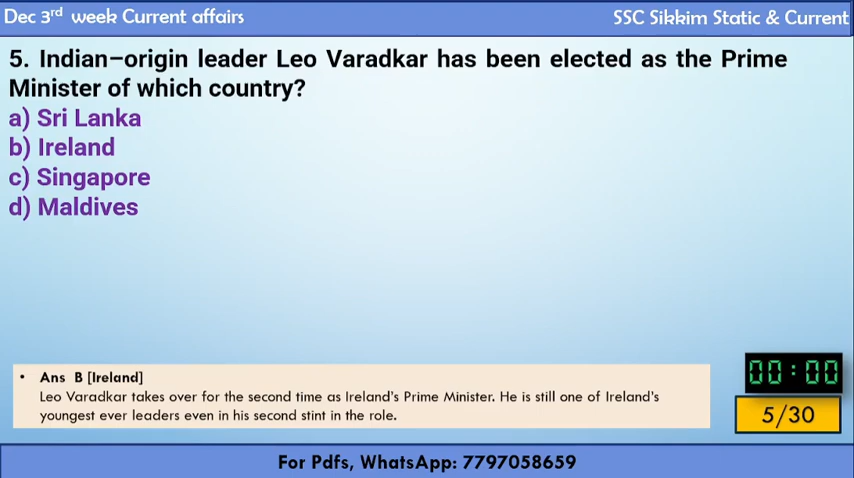 Dec 3rd week Current affairs
SSC Sikkim Static & Current
5. Indian–origin leader Leo Varadkar has been elected as the Prime
Minister of which country?
a) Sri Lanka
b) Ireland
c) Singapore
d) Maldives
• Ans B [Ireland]
Leo Varadkar takes over for the second time as Ireland's Prime Minister. He is still one of Ireland's
youngest ever leaders even in his second stint in the role.
00:00
5/30
For Pdfs, WhatsApp: 7797058659